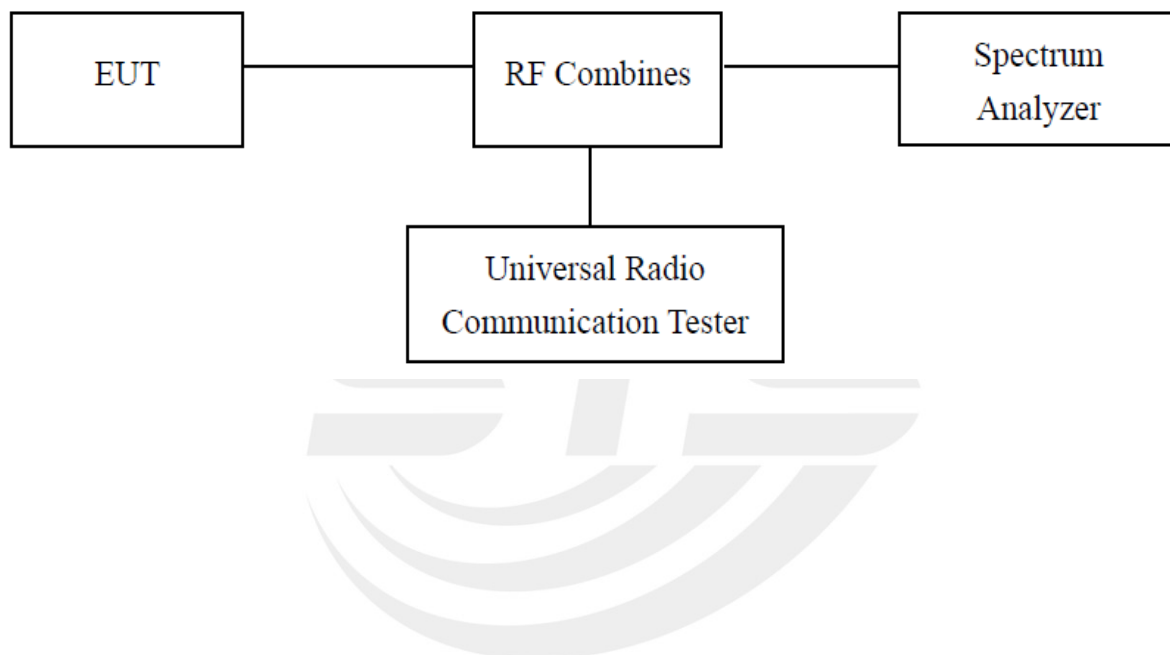 EUT
RF Combines
Spectrum
Analyzer
Universal Radio
Communication Tester